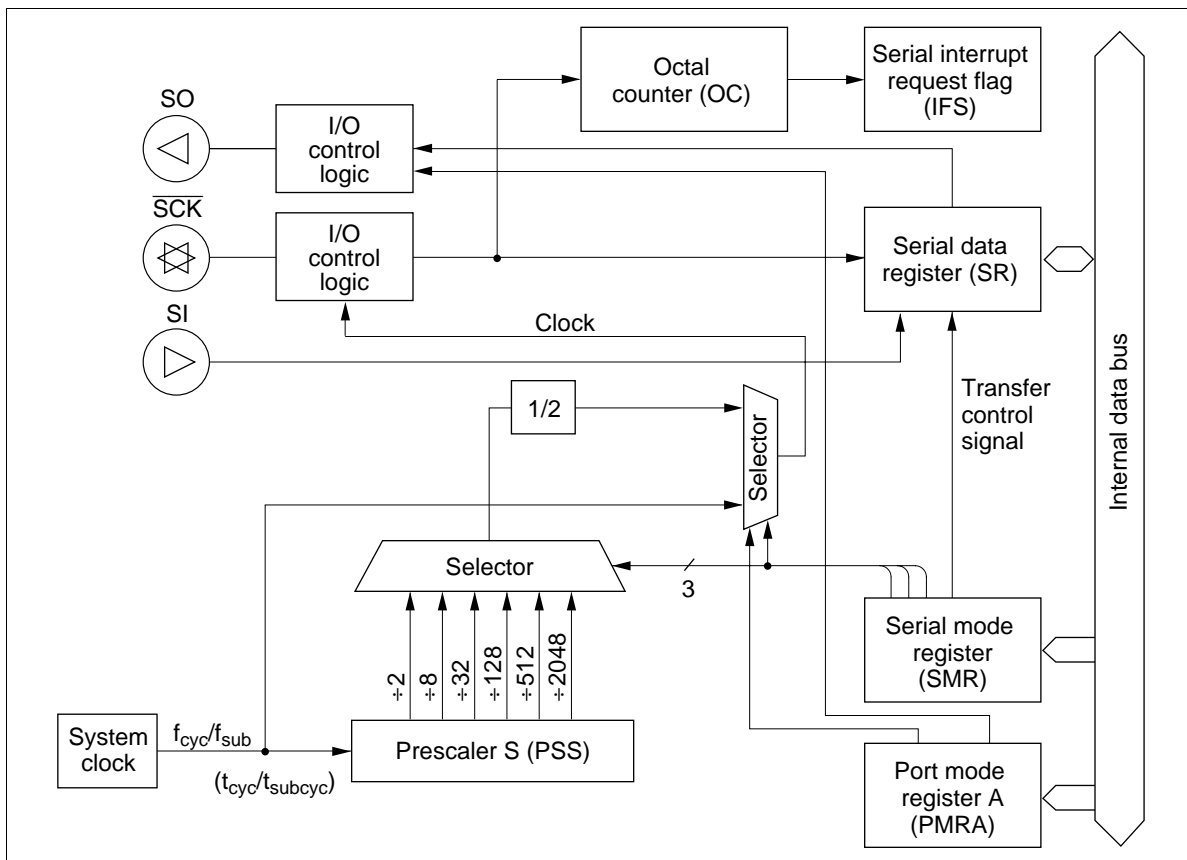 Octal
counter (OC)
Serial interrupt
request flag
(IFS)
SO
I/O
control
logic
SCK
I/O
control
logic
Serial data
register (SR)
SI
Clock
1/2
Selector
Transfer
control
signal
Internal data bus
Selector
3
÷2
÷8
÷32
÷128
÷512
÷2048
Serial mode
register
(SMR)
System
clock
fcyc/fsub
(tcyc/tsubcyc)
Prescaler S (PSS)
Port mode
register A
(PMRA)